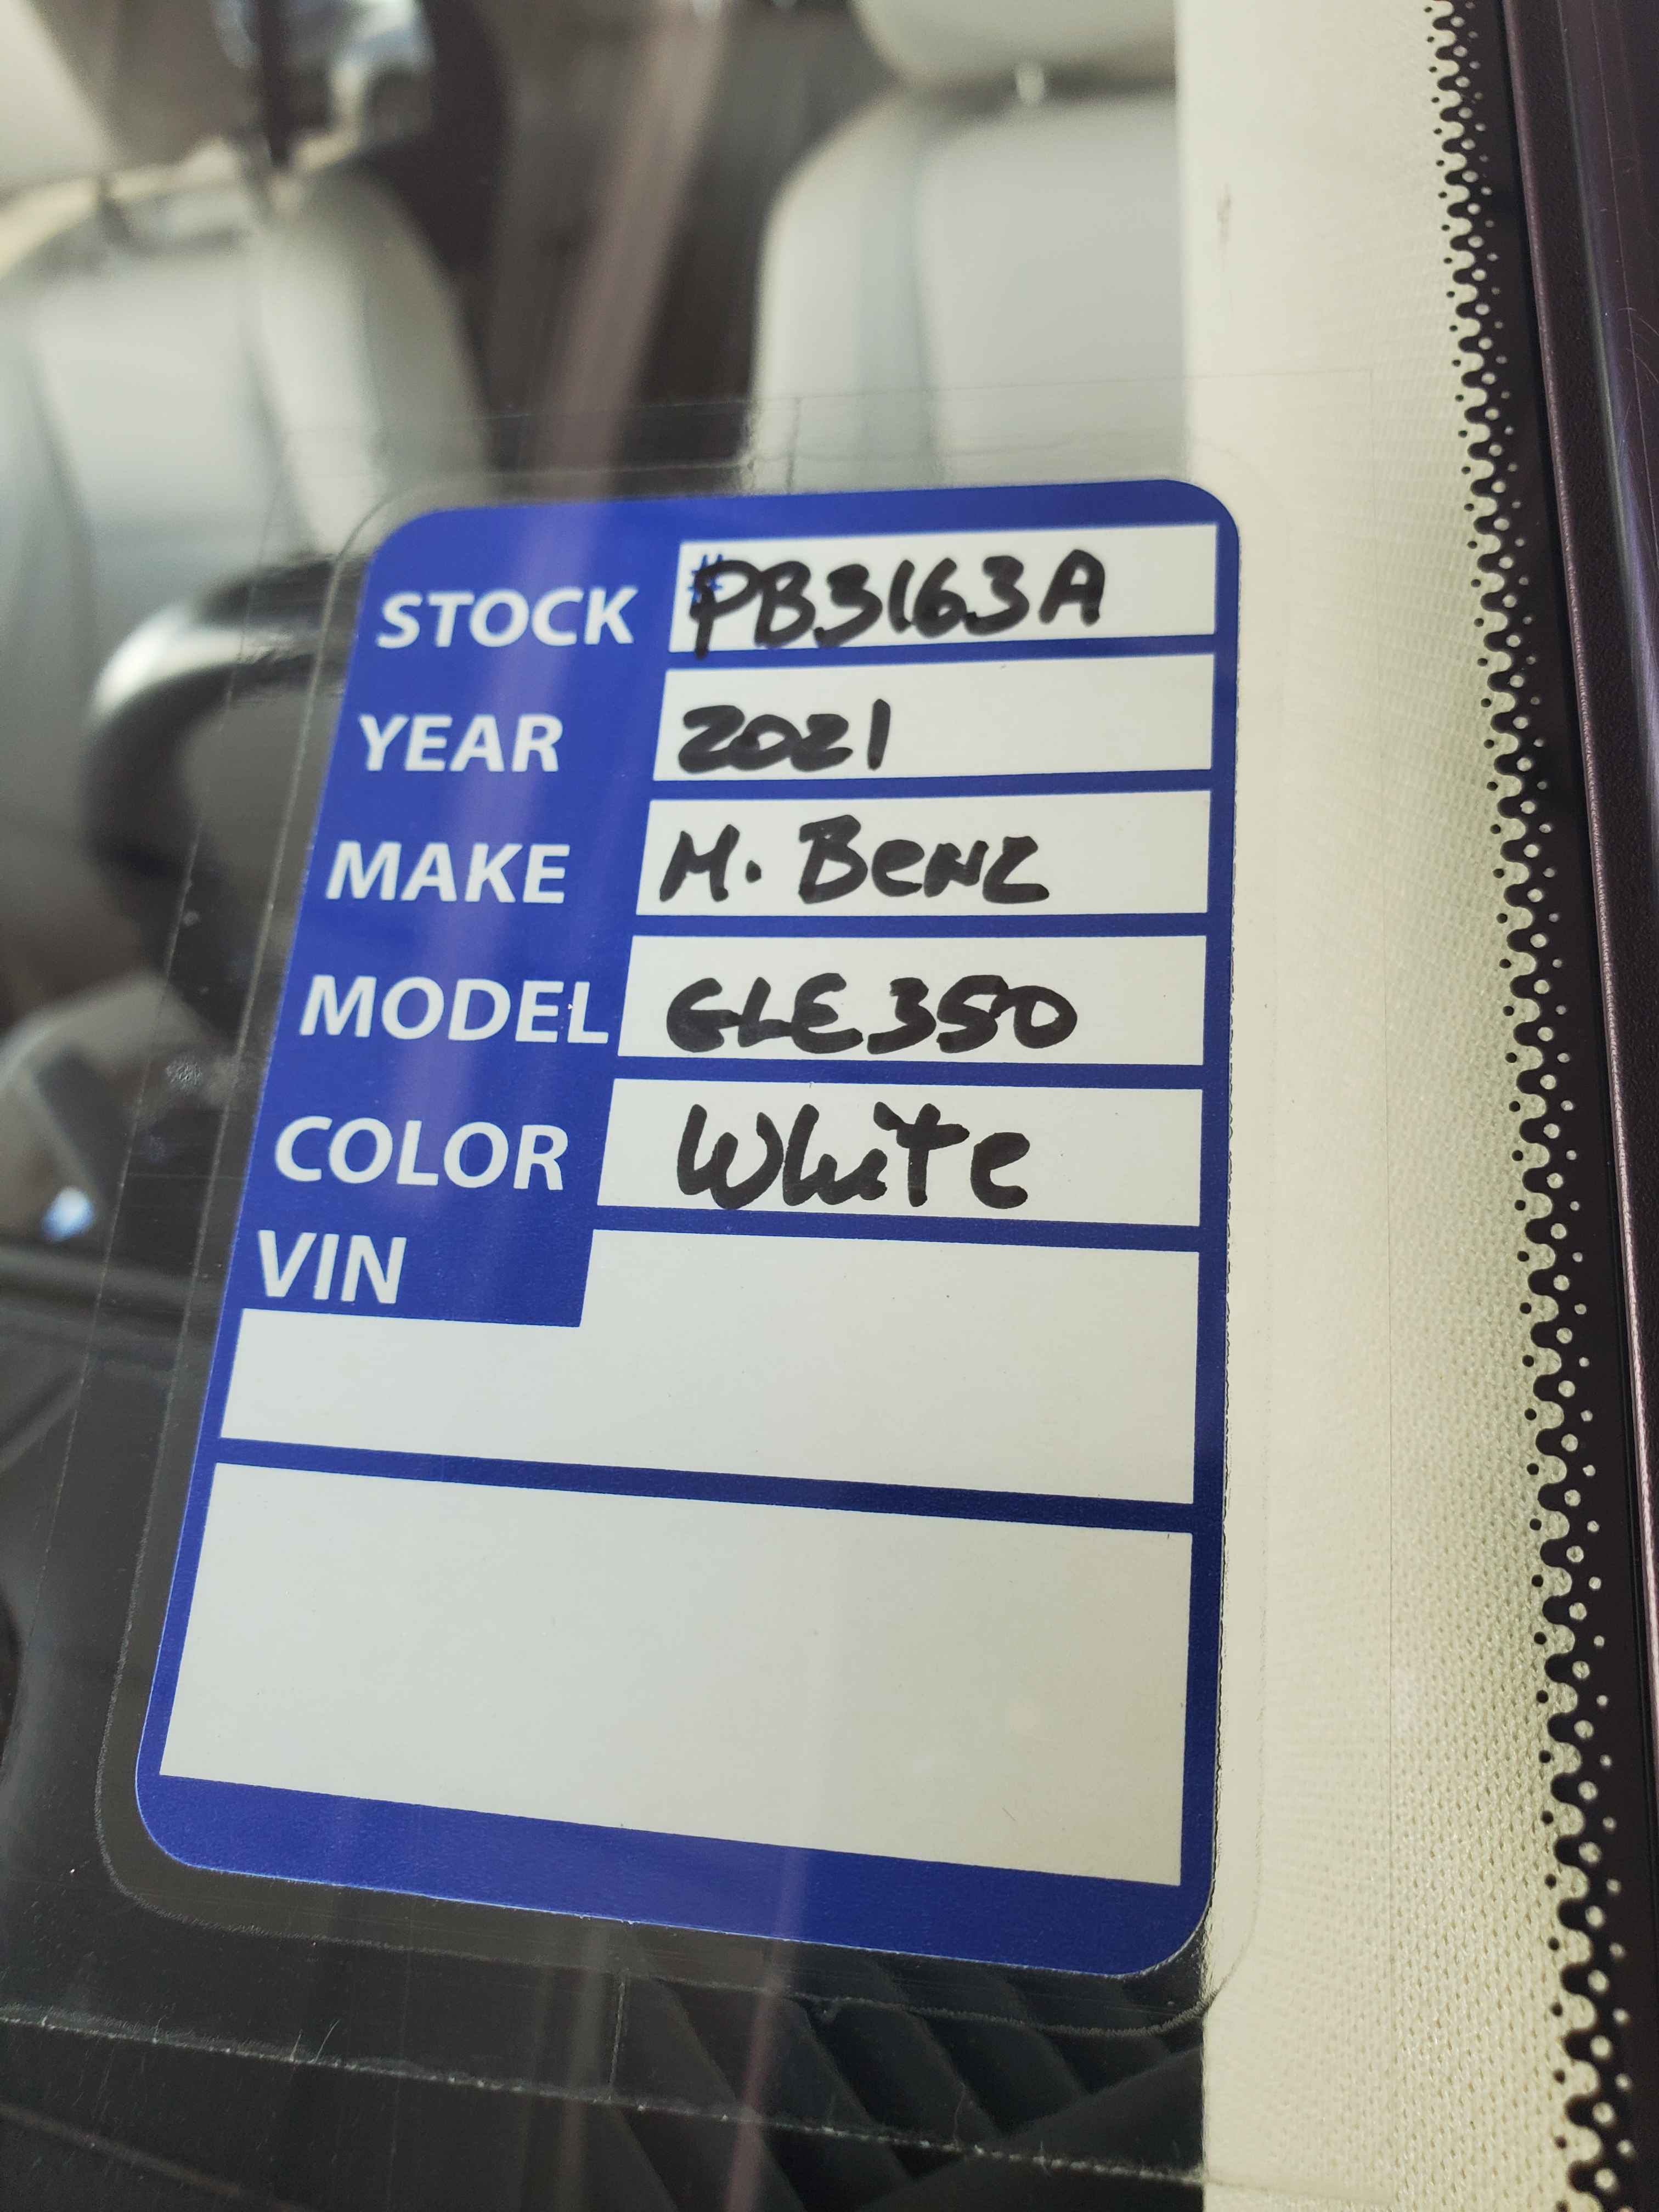 STOCK #PB3163A
YEAR 2021
MAKE M. Benz
MODEL GLE350
COLOR White
VIN